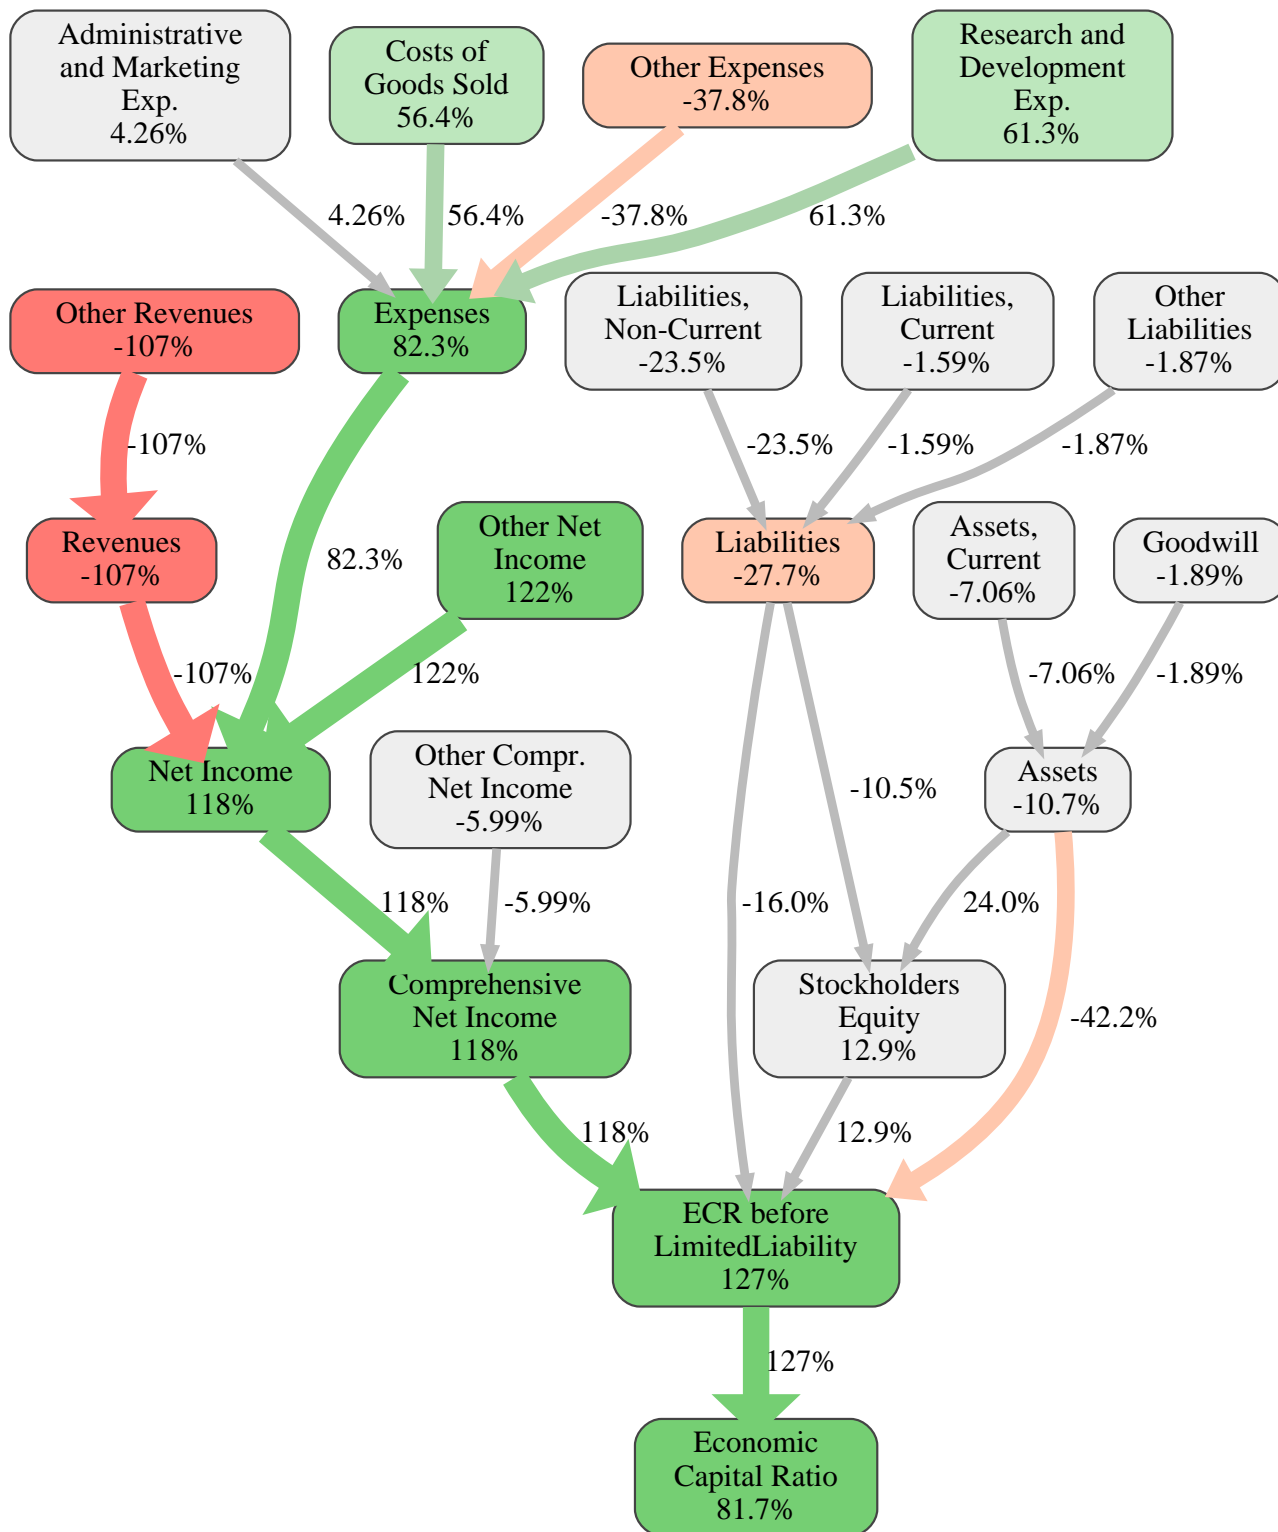 Administrative
and Marketing
Exp.
4.26%
Costs of
Goods Sold
56.4%
Other Expenses
-37.8%
Research and
Development
Exp.
61.3%
4.26%
56.4%
-37.8%
61.3%
Other Revenues
-107%
Expenses
82.3%
Liabilities,
Non-Current
-23.5%
Liabilities,
Current
-1.59%
Other
Liabilities
-1.87%
-107%
82.3%
-23.5%
-1.59%
-1.87%
Revenues
-107%
Other Net
Income
122%
Liabilities
-27.7%
Assets,
Current
-7.06%
Goodwill
-1.89%
-107%
122%
-7.06%
-1.89%
Net Income
118%
Other Compr.
Net Income
-5.99%
-10.5%
Assets
-10.7%
118%
-5.99%
-16.0%
24.0%
-42.2%
Comprehensive
Net Income
118%
Stockholders
Equity
12.9%
118%
12.9%
ECR before
LimitedLiability
127%
127%
Economic
Capital Ratio
81.7%